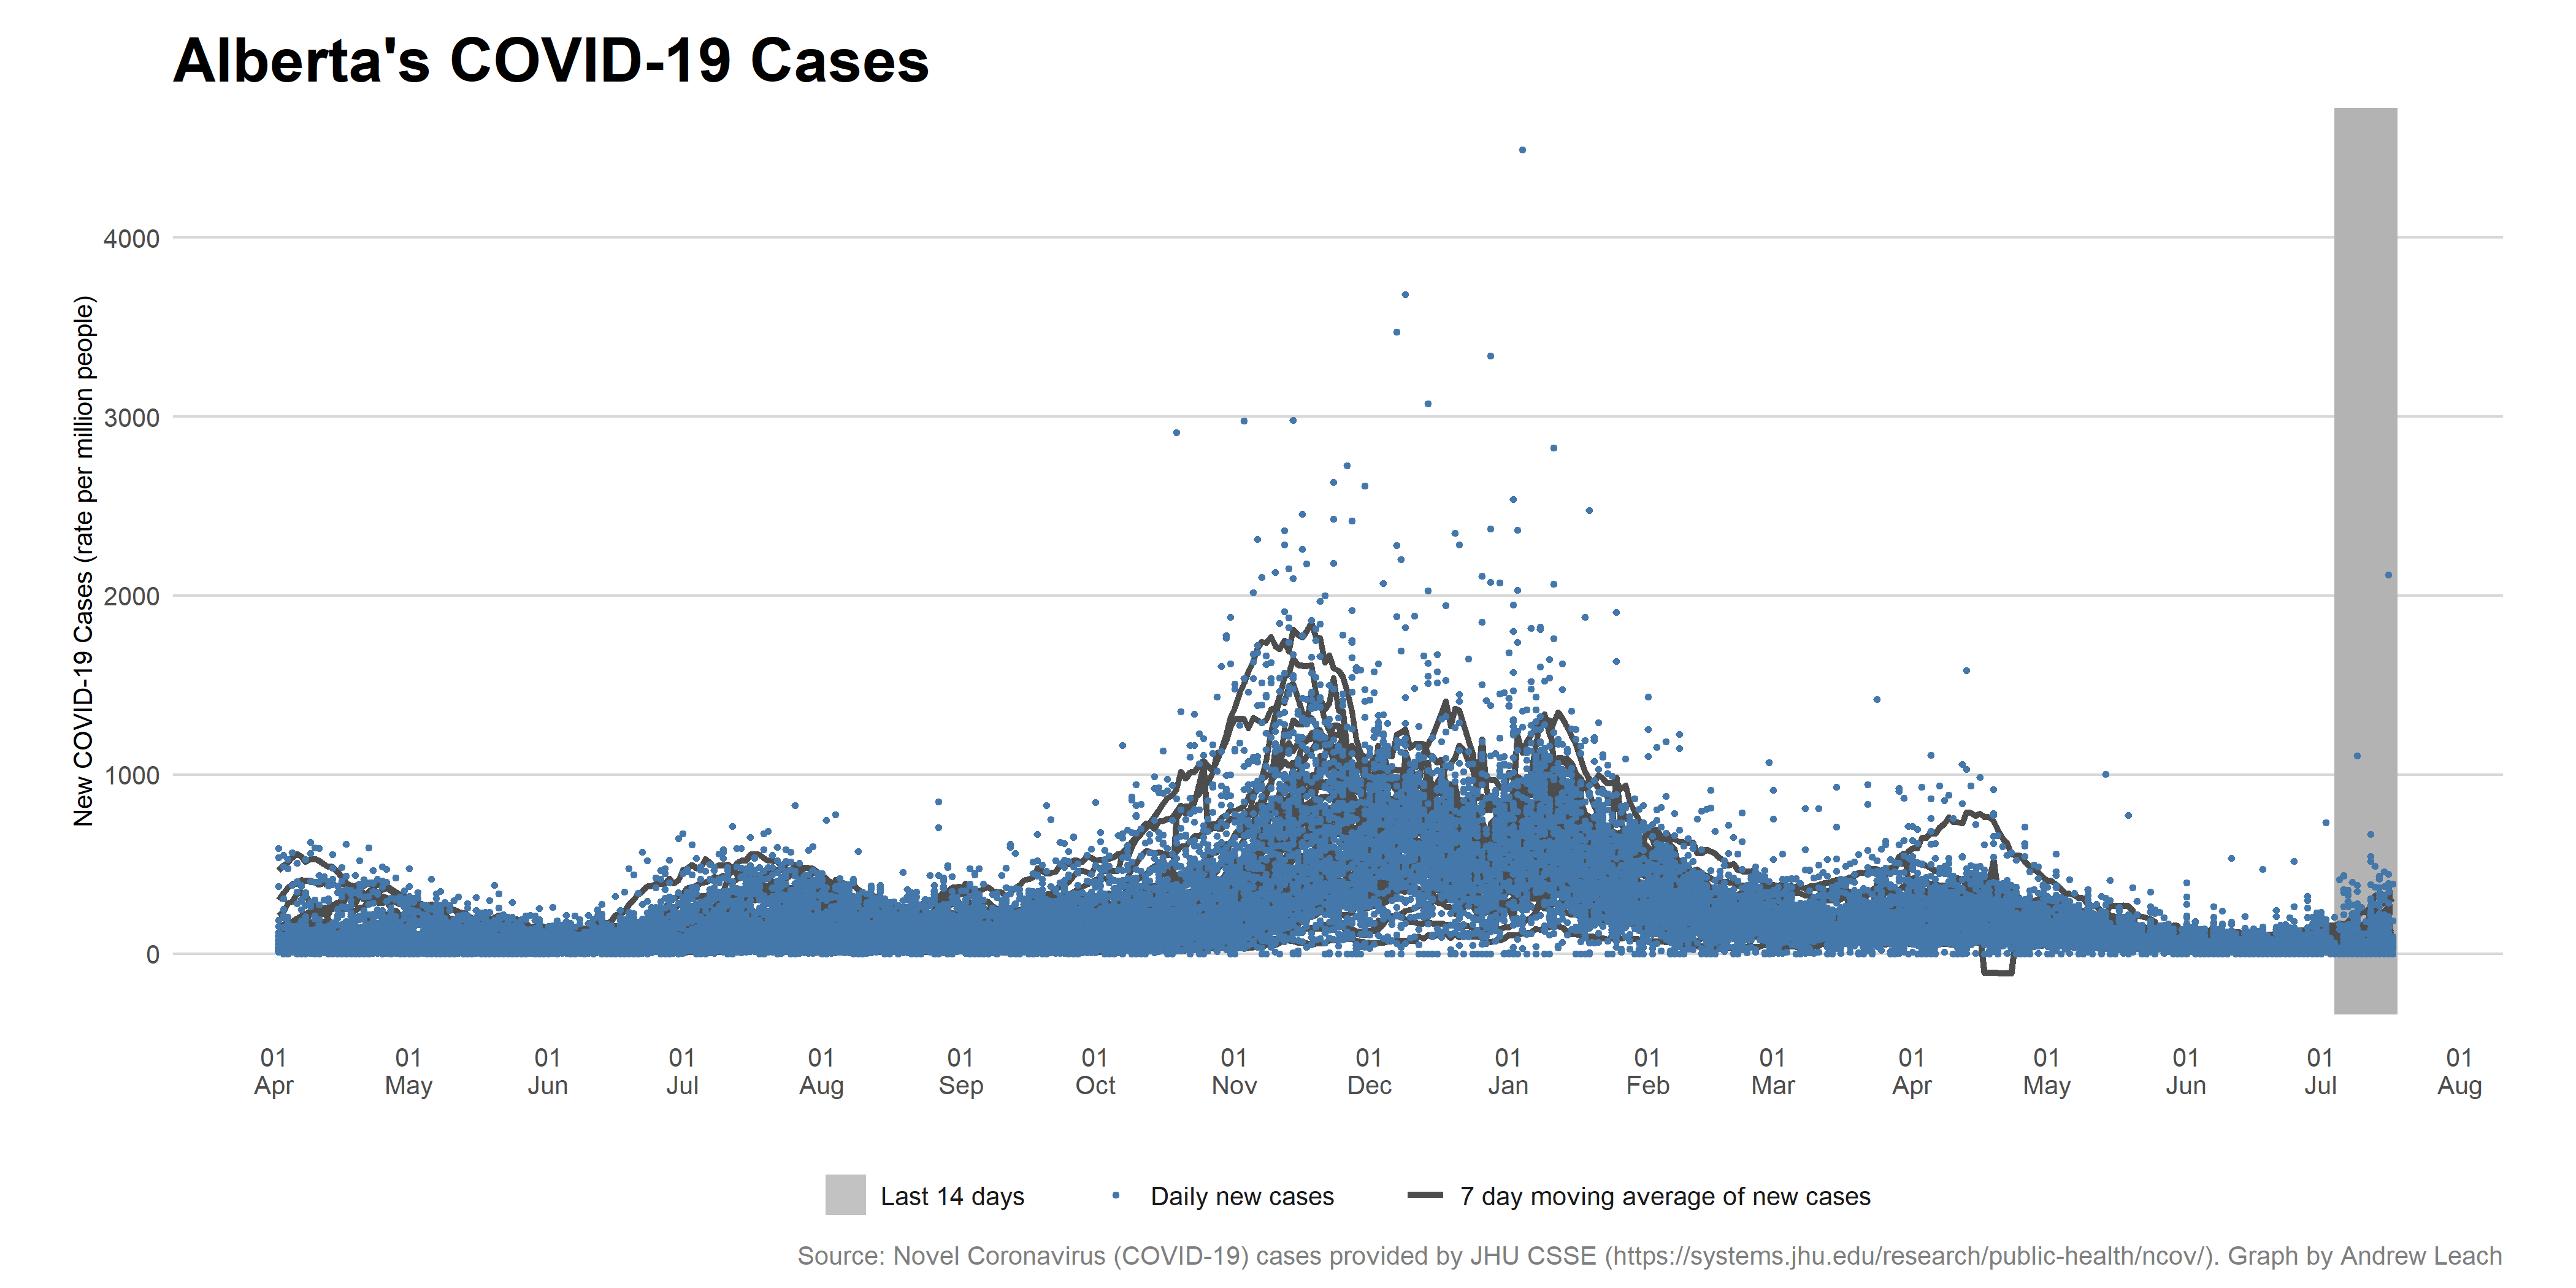 Alberta's COVID-19 Cases
New COVID-19 Cases (rate per million people)
4000
3000
2000
1000
0
01 01 01 01 01 01 01 01 01 01 01 01 01 01 01 01 01
Apr May Jun Jul Aug Sep Oct Nov Dec Jan Feb Mar Apr May Jun Jul Aug
Last 14 days Daily new cases 7 day moving average of new cases
Source: Novel Coronavirus (COVID-19) cases provided by JHU CSSE (https://systems.jhu.edu/research/public-health/ncov/). Graph by Andrew Leach